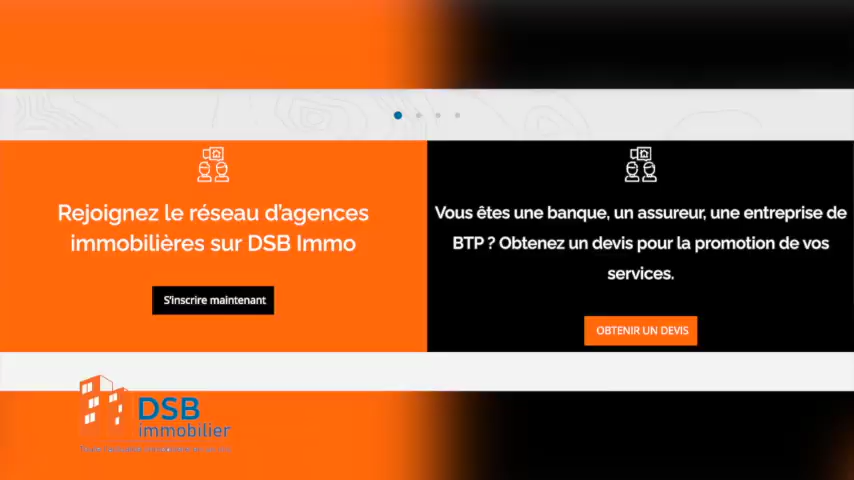 Rejoignez le réseau d'agences
immobilières sur DSB Immo
S'inscrire maintenant
Vous êtes une banque, un assureur, une entreprise de
BTP ? Obtenez un devis pour la promotion de vos
services.
OBTENIR UN DEVIS
DSB
immobilier